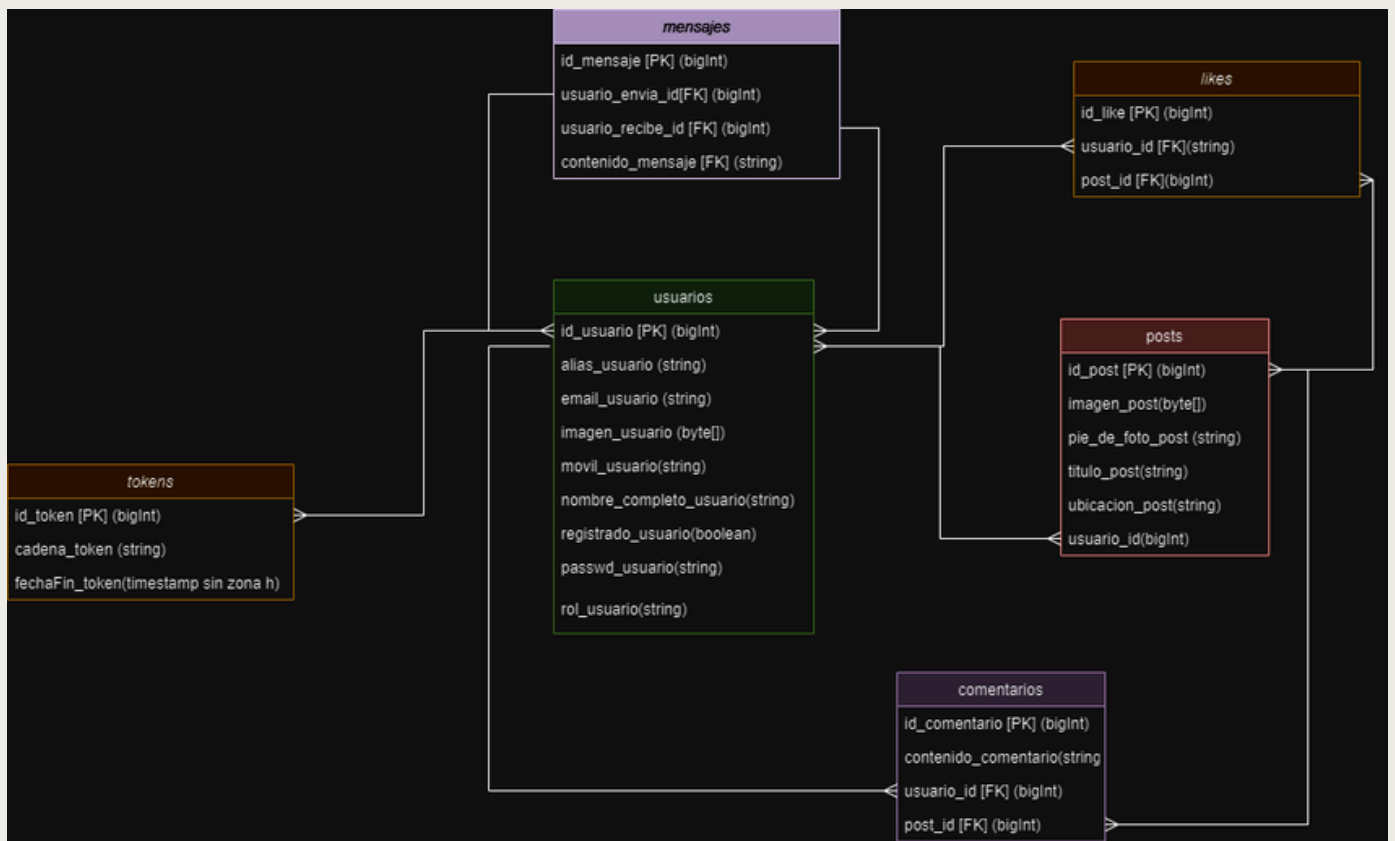 mensajes
id_mensaje [PK] (bigInt)
usuario_envia_id[FK] (bigInt)
usuario_recibe_id [FK] (bigInt)
contenido_mensaje [FK] (string)
likes
id_like [PK] (bigInt)
usuario_id [FK](string)
post_id [FK](bigInt)
usuarios
id_usuario [PK] (bigInt)
alias_usuario (string)
email_usuario (string)
imagen_usuario (byte[])
movil_usuario(string)
nombre_completo_usuario(string)
registrado_usuario(boolean)
passwd_usuario(string)
rol_usuario(string)
posts
id_post [PK] (bigInt)
imagen_post(byte[])
pie_de_foto_post (string)
titulo_post(string)
ubicacion_post(string)
usuario_id(bigInt)
tokens
id_token [PK] (bigInt)
cadena_token (string)
fechaFin_token(timestamp sin zona h)
comentarios
id_comentario [PK] (bigInt)
contenido_comentario(string
usuario_id [FK] (bigInt)
post_id [FK] (bigInt)